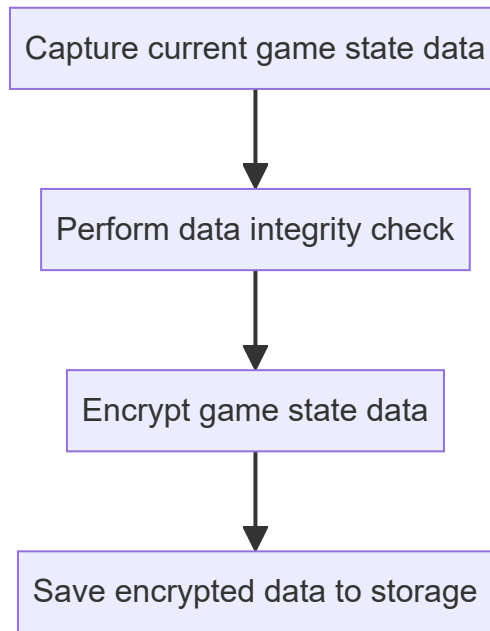 Capture current game state data
Perform data integrity check
Encrypt game state data
Save encrypted data to storage